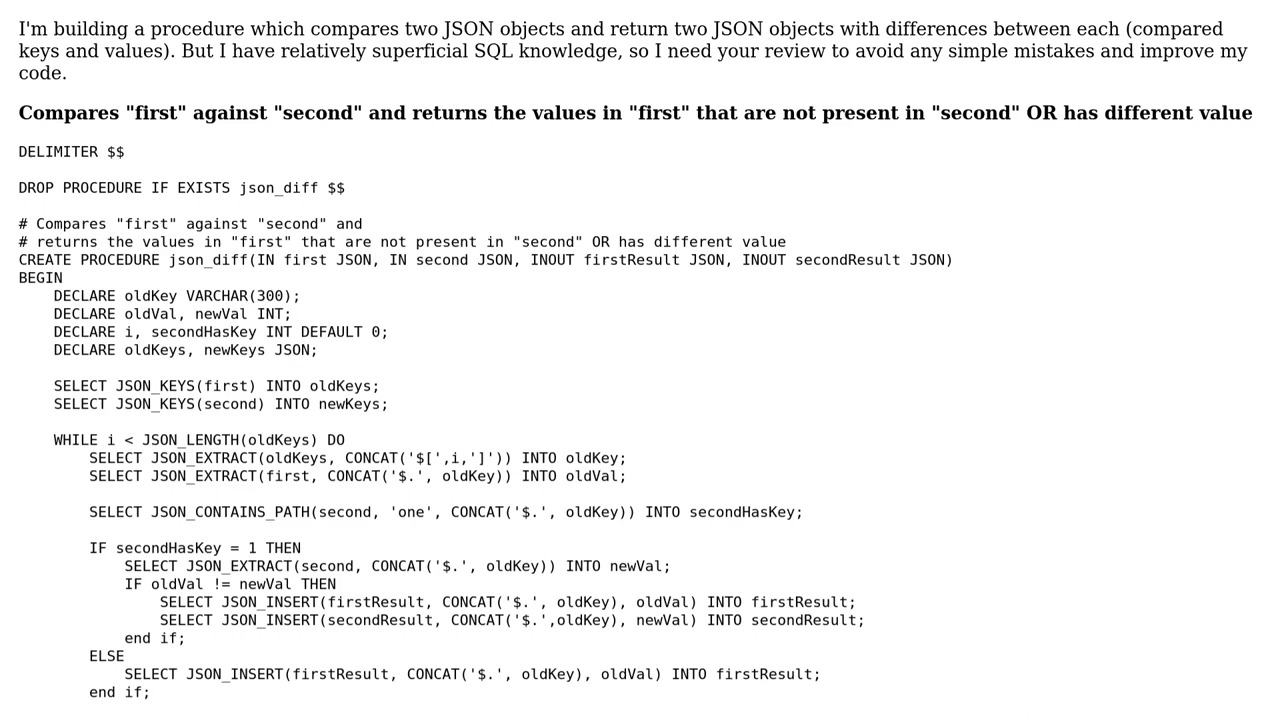 I'm building a procedure which compares two JSON objects and return two JSON objects with differences between each (compared
keys and values). But I have relatively superficial SQL knowledge, so I need your review to avoid any simple mistakes and improve my
code.
Compares "first" against "second" and returns the values in "first" that are not present in "second" OR has different value
DELIMITER $$
DROP PROCEDURE IF EXISTS json_diff $$
# Compares "first" against "second" and
# returns the values in "first" that are not present in "second" OR has different value
CREATE PROCEDURE json_diff(IN first JSON, IN second JSON, INOUT firstResult JSON, INOUT secondResult JSON)
BEGIN
    DECLARE oldKey VARCHAR(300);
    DECLARE oldVal, newVal INT;
    DECLARE i, secondHasKey INT DEFAULT 0;
    DECLARE oldKeys, newKeys JSON;
    SELECT JSON_KEYS(first) INTO oldKeys;
    SELECT JSON_KEYS(second) INTO newKeys;
    WHILE i < JSON_LENGTH(oldKeys) DO
        SELECT JSON_EXTRACT(oldKeys, CONCAT('$[',i,']')) INTO oldKey;
        SELECT JSON_EXTRACT(first, CONCAT('$.', oldKey)) INTO oldVal;
        SELECT JSON_CONTAINS_PATH(second, 'one', CONCAT('$.', oldKey)) INTO secondHasKey;
        IF secondHasKey = 1 THEN
            SELECT JSON_EXTRACT(second, CONCAT('$.', oldKey)) INTO newVal;
            IF oldVal != newVal THEN
                SELECT JSON_INSERT(firstResult, CONCAT('$.', oldKey), oldVal) INTO firstResult;
                SELECT JSON_INSERT(secondResult, CONCAT('$.',oldKey), newVal) INTO secondResult;
            end if;
        ELSE
            SELECT JSON_INSERT(firstResult, CONCAT('$.', oldKey), oldVal) INTO firstResult;
        end if;